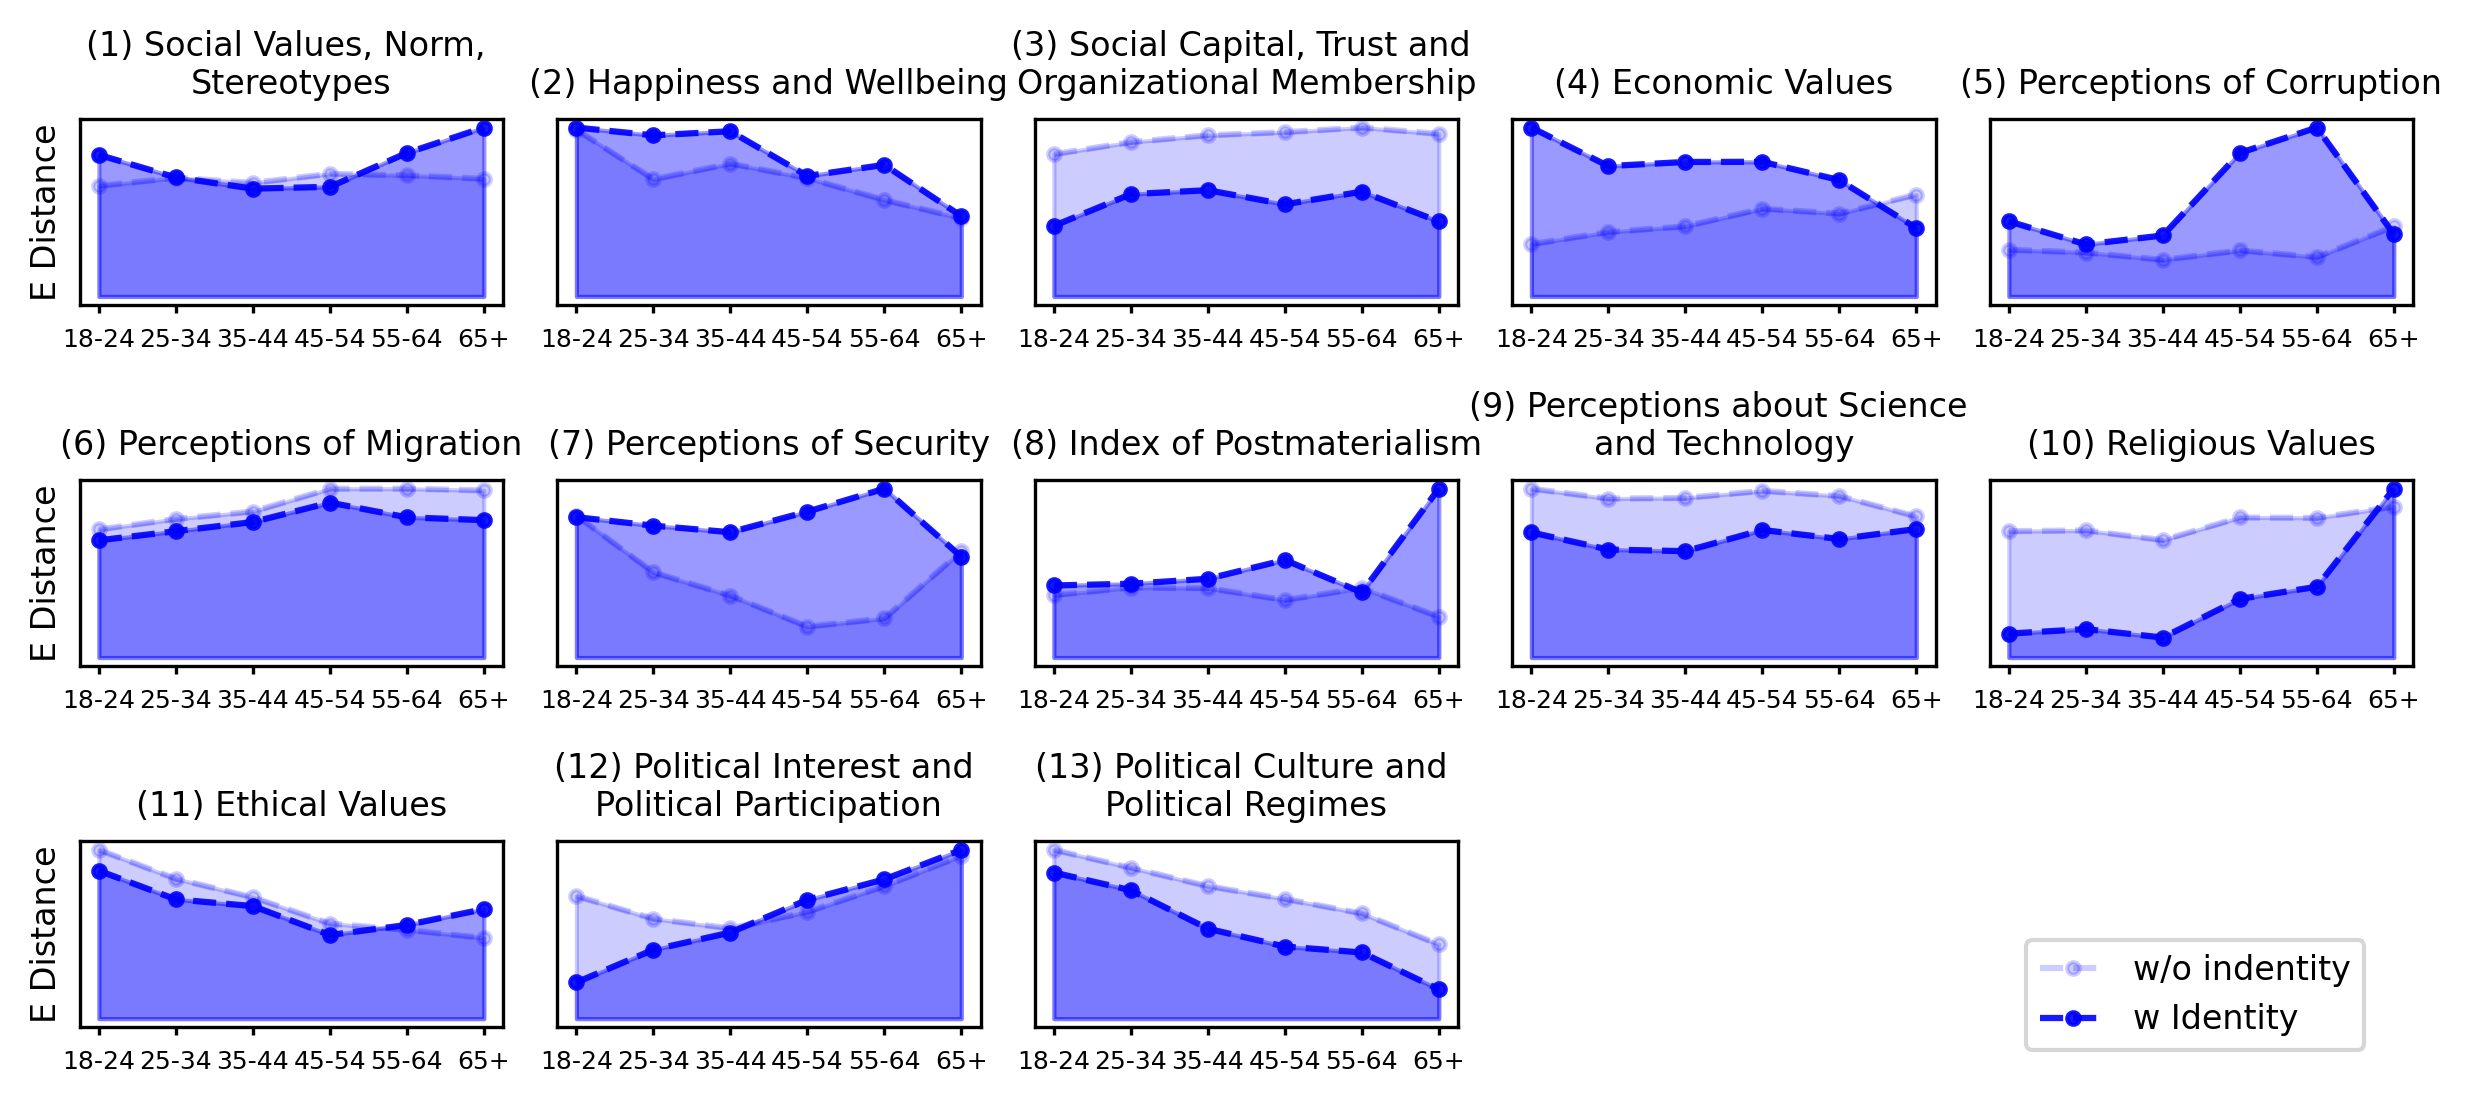 (1) Social Values, Norm,
Stereotypes
(2) Happiness and Wellbeing
(3) Social Capital, Trust and
Organizational Membership
(4) Economic Values
(5) Perceptions of Corruption
E Distance
18-24 25-34 35-44 45-54 55-64 65+
18-24 25-34 35-44 45-54 55-64 65+
18-24 25-34 35-44 45-54 55-64 65+
18-24 25-34 35-44 45-54 55-64 65+
18-24 25-34 35-44 45-54 55-64 65+
(6) Perceptions of Migration
(7) Perceptions of Security
(8) Index of Postmaterialism
(9) Perceptions about Science
and Technology
(10) Religious Values
E Distance
18-24 25-34 35-44 45-54 55-64 65+
18-24 25-34 35-44 45-54 55-64 65+
18-24 25-34 35-44 45-54 55-64 65+
18-24 25-34 35-44 45-54 55-64 65+
18-24 25-34 35-44 45-54 55-64 65+
(11) Ethical Values
(12) Political Interest and
Political Participation
(13) Political Culture and
Political Regimes
E Distance
18-24 25-34 35-44 45-54 55-64 65+
18-24 25-34 35-44 45-54 55-64 65+
18-24 25-34 35-44 45-54 55-64 65+
w/o indentity
w Identity